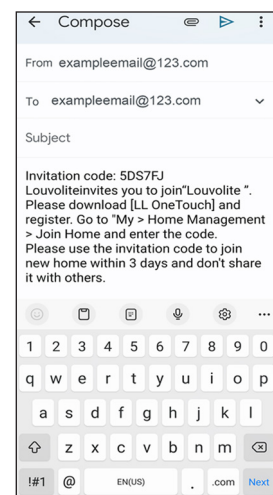 Compose
From exampleemail@123.com
To exampleemail@123.com
Subject
Invitation code: 5DS7FJ
Louvoliteinvites you to join“Louvolite ”.
Please download [LL OneTouch] and
register. Go to "My > Home Management
> Join Home and enter the code.
Please use the invitation code to join
new home within 3 days and don't share
it with others.
1 2 3 4 5 6 7 8 9 0
q w e r t y u i o p
a s d f g h j k l
z x c v b n m
!#1 @ EN(US) . .com Next